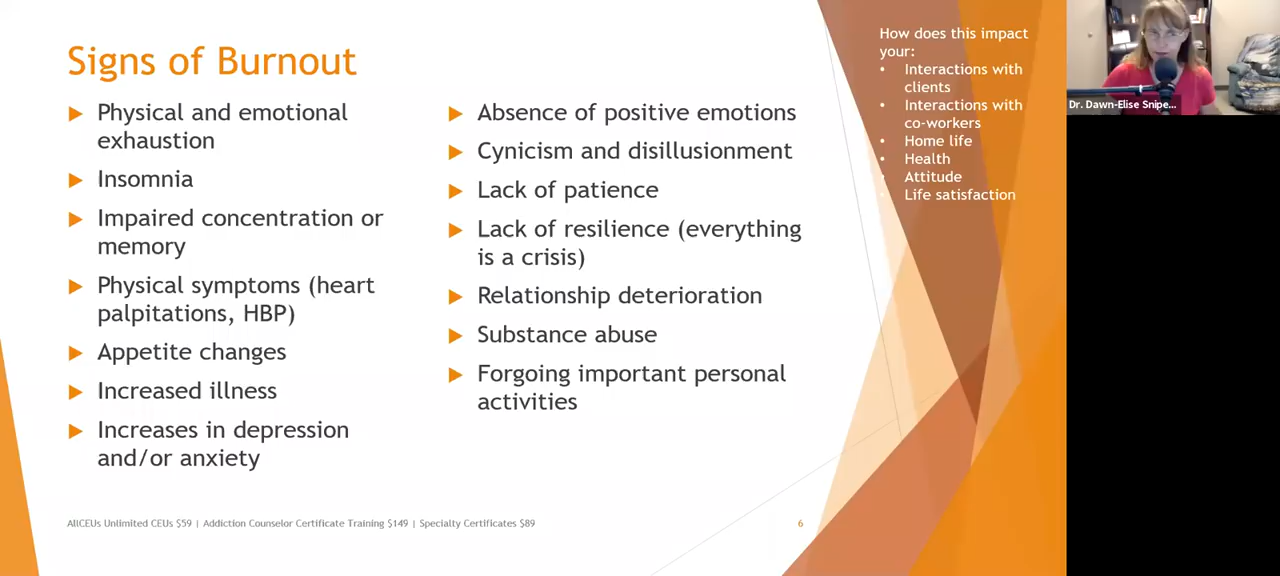 Signs of Burnout
Physical and emotional
exhaustion
Insomnia
Impaired concentration or
memory
Physical symptoms (heart
palpitations, HBP)
Appetite changes
Increased illness
Increases in depression
and/or anxiety
Absence of positive emotions
Cynicism and disillusionment
Lack of patience
Lack of resilience (everything
is a crisis)
Relationship deterioration
Substance abuse
Forgoing important personal
activities
How does this impact
your:
• Interactions with
clients
• Interactions with
co-workers
• Home life
• Health
• Attitude
• Life satisfaction
Dr. Dawn-Elise Snipe...
AllCEUs Unlimited CEUs $59 | Addiction Counselor Certificate Training $149 | Specialty Certificates $89
6